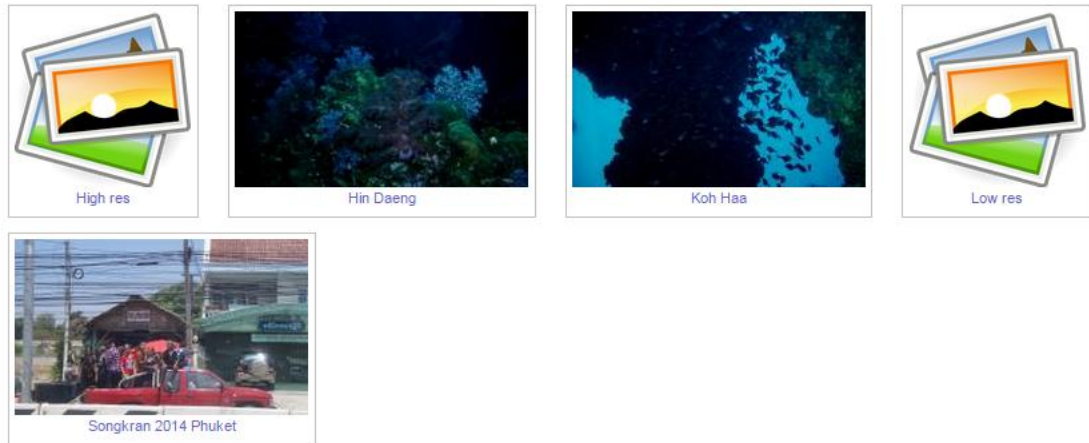 High res
Hin Daeng
Koh Haa
Low res
Songkran 2014 Phuket